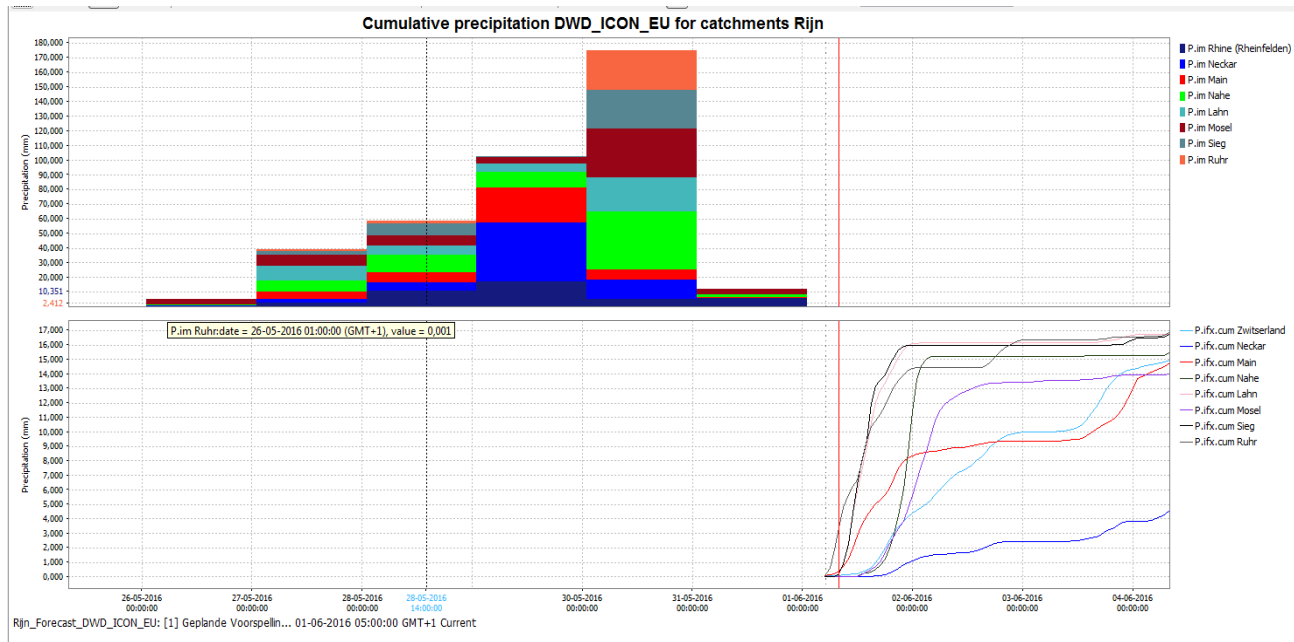 Cumulative precipitation DWD_ICON_EU for catchments Rijn
180,000
170,000
160,000
150,000
140,000
130,000
120,000
110,000
100,000
90,000
80,000
70,000
60,000
50,000
40,000
30,000
20,000
10,351
2,412
Precipitation (mm)
P.im Rhine (Rheinfelden)
P.im Neckar
P.im Main
P.im Nahe
P.im Lahn
P.im Mosel
P.im Sieg
P.im Ruhr
P.im Ruhr:date = 26-05-2016 01:00:00 (GMT+1), value = 0,001
17,000
16,000
15,000
14,000
13,000
12,000
11,000
10,000
9,000
8,000
7,000
6,000
5,000
4,000
3,000
2,000
1,000
0,000
Precipitation (mm)
P.ifx.cum Zwitserland
P.ifx.cum Neckar
P.ifx.cum Main
P.ifx.cum Nahe
P.ifx.cum Lahn
P.ifx.cum Mosel
P.ifx.cum Sieg
P.ifx.cum Ruhr
26-05-2016 27-05-2016 28-05-2016 28-05-2016 30-05-2016 31-05-2016 01-06-2016 02-06-2016 03-06-2016 04-06-2016
00:00:00 00:00:00 00:00:00 14:00:00 00:00:00 00:00:00 00:00:00 00:00:00 00:00:00 00:00:00
Rijn_Forecast_DWD_ICON_EU: [1] Geplande Voorspellin... 01-06-2016 05:00:00 GMT+1 Current